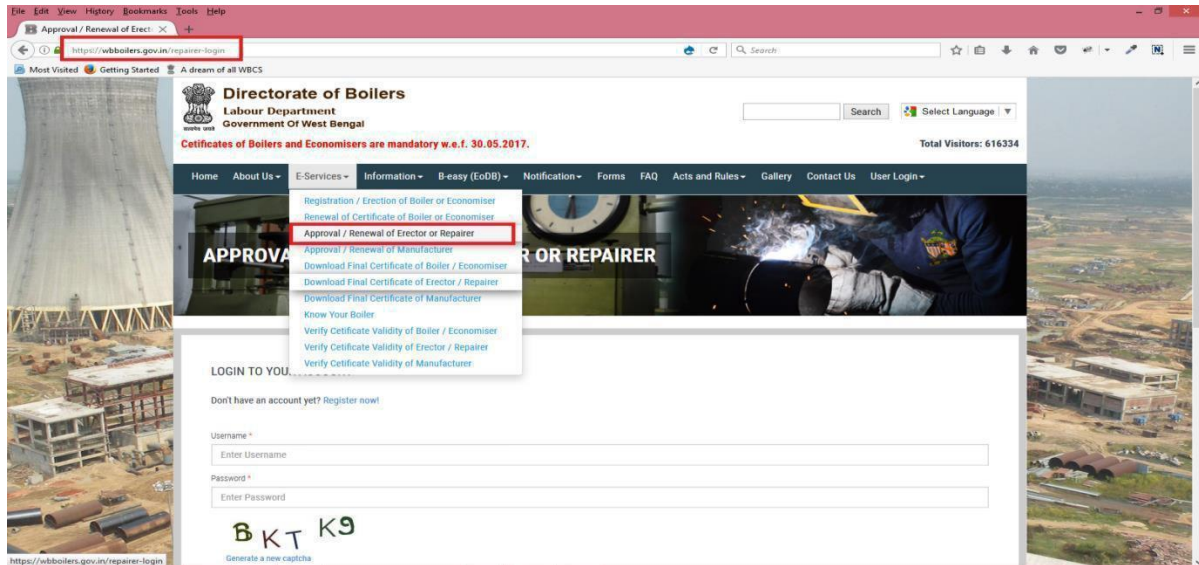 File Edit View History Bookmarks Tools Help
Approval / Renewal of Erect
https://wbboilers.gov.in/repairer-login
Search
Most Visited Getting Started A dream of all WBCS
Directorate of Boilers
Labour Department
Government Of West Bengal
Search Select Language
Cetificates of Boilers and Economisers are mandatory w.e.f. 30.05.2017.
Total Visitors: 616334
Home About Us E-Services Information B-easy (EoDB) Notification Forms FAQ Acts and Rules Gallery Contact Us User Login
Registration / Erection of Boiler or Economiser
Renewal of Certificate of Boiler or Economiser
Approval / Renewal of Erector or Repairer
Approval / Renewal of Manufacturer
Download Final Certificate of Boiler / Economiser
Download Final Certificate of Erector / Repairer
Download Final Certificate of Manufacturer
Know Your Boiler
Verify Cetificate Validity of Boiler / Economiser
Verify Cetificate Validity of Erector / Repairer
Verify Cetificate Validity of Manufacturer
APPROVA R OR REPAIRER
LOGIN TO YOU
Don't have an account yet? Register now!
Username *
Enter Username
Password *
Enter Password
B K T K 9
Generate a new captcha
https://wbboilers.gov.in/repairer-login